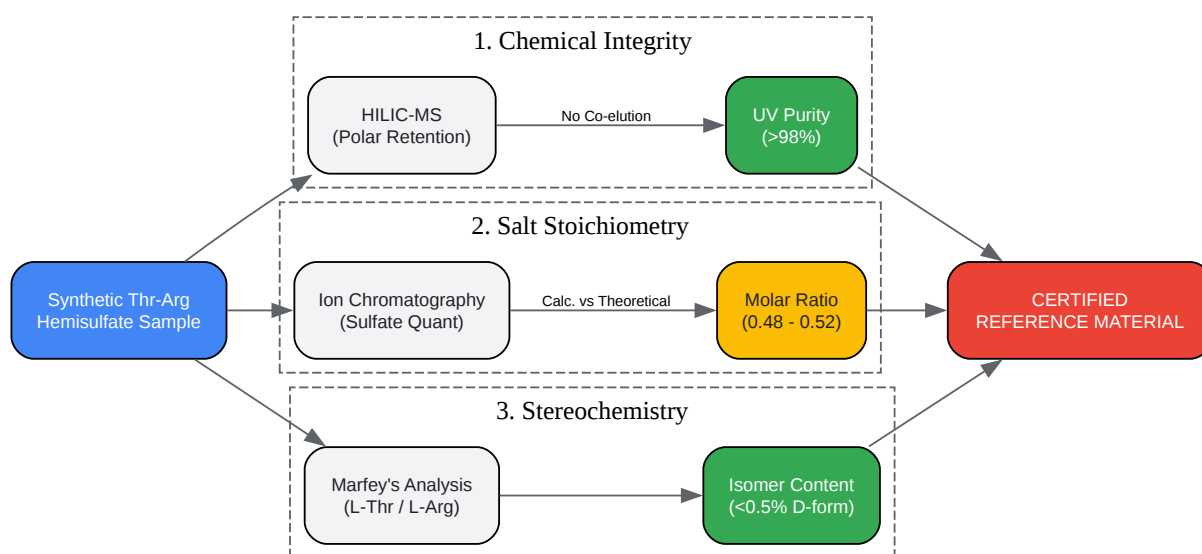 1. Chemical Integrity
HILIC-MS
(Polar Retention)
No Co-elution
UV Purity
(>98%)
2. Salt Stoichiometry
Synthetic Thr-Arg
Hemisulfate Sample
Ion Chromatography
(Sulfate Quant)
Calc. vs Theoretical
Molar Ratio
(0.48 - 0.52)
CERTIFIED
REFERENCE MATERIAL
3. Stereochemistry
Marfey's Analysis
(L-Thr / L-Arg)
Isomer Content
(<0.5% D-form)